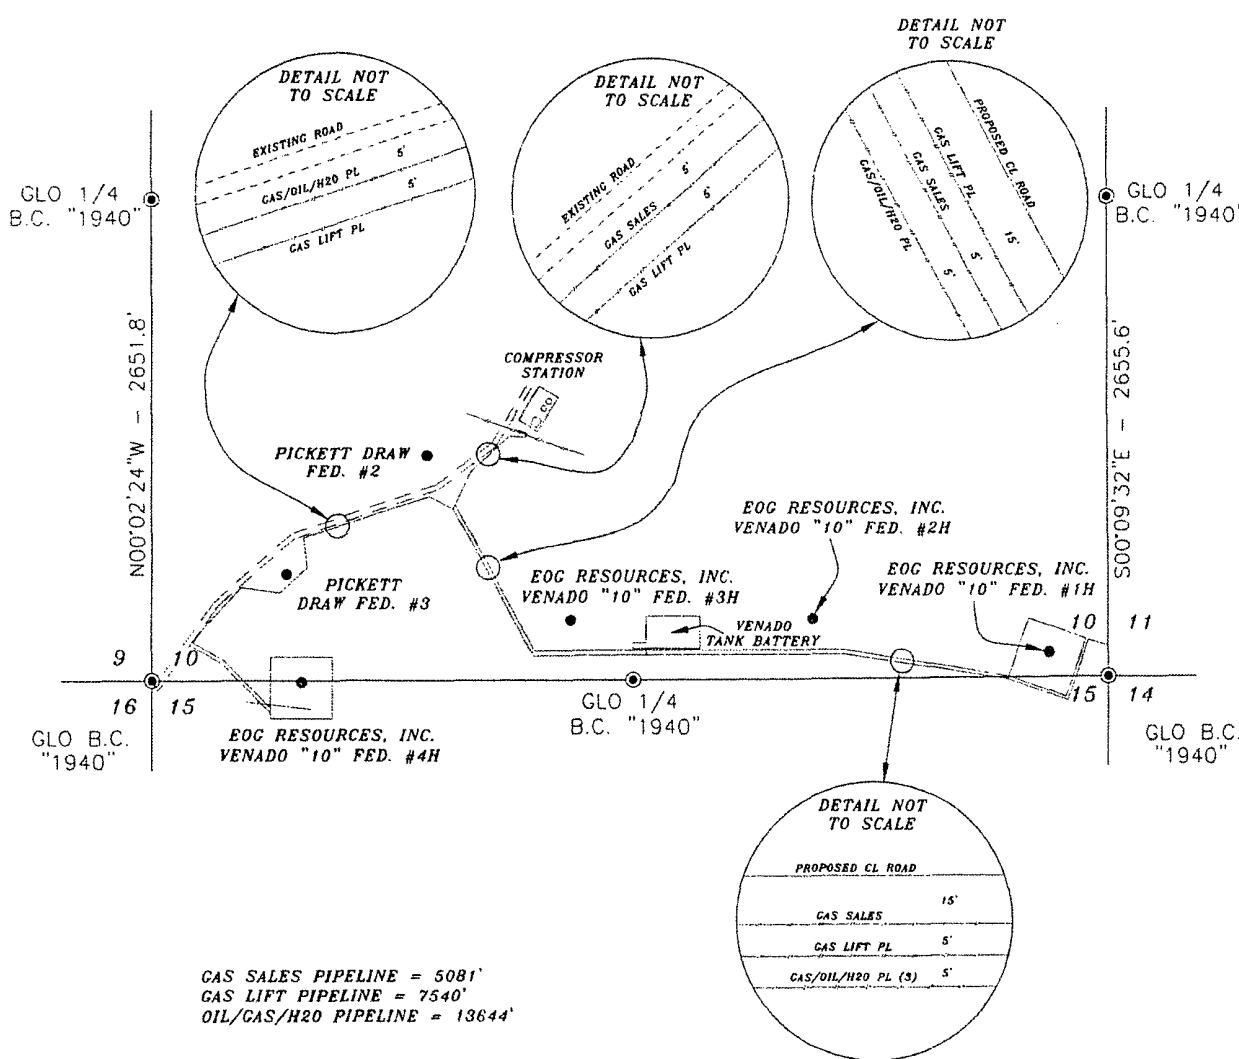 DETAIL NOT
TO SCALE
EXISTING ROAD
5'
GAS/OIL/H20 PL
5'
GAS LIFT PL
DETAIL NOT
TO SCALE
EXISTING ROAD
5'
GAS SALES
5'
GAS LIFT PL
DETAIL NOT
TO SCALE
PROPOSED CL ROAD
GAS LIFT PL
15'
GAS SALES
5'
GAS/OIL/H20 PL
5'
GLO 1/4
B.C. "1940"
GLO 1/4
B.C. "1940"
N00°02'24"W - 2651.8'
S00°09'32"E - 2655.6'
COMPRESSOR
STATION
CO
PICKETT DRAW
FED. #2
PICKETT
DRAW FED. #3
EOG RESOURCES, INC.
VENADO "10" FED. #2H
EOG RESOURCES, INC.
VENADO "10" FED. #3H
EOG RESOURCES, INC.
VENADO "10" FED. #1H
VENADO
TANK BATTERY
9 10
16 15
10 11
15 14
GLO B.C.
"1940"
EOG RESOURCES, INC.
VENADO "10" FED. #4H
GLO 1/4
B.C. "1940"
GLO B.C.
"1940"
DETAIL NOT
TO SCALE
PROPOSED CL ROAD
15'
GAS SALES
GAS LIFT PL 5'
GAS/OIL/H20 PL (3) 5'
GAS SALES PIPELINE = 5081'
GAS LIFT PIPELINE = 7540'
OIL/GAS/H20 PIPELINE = 13644'